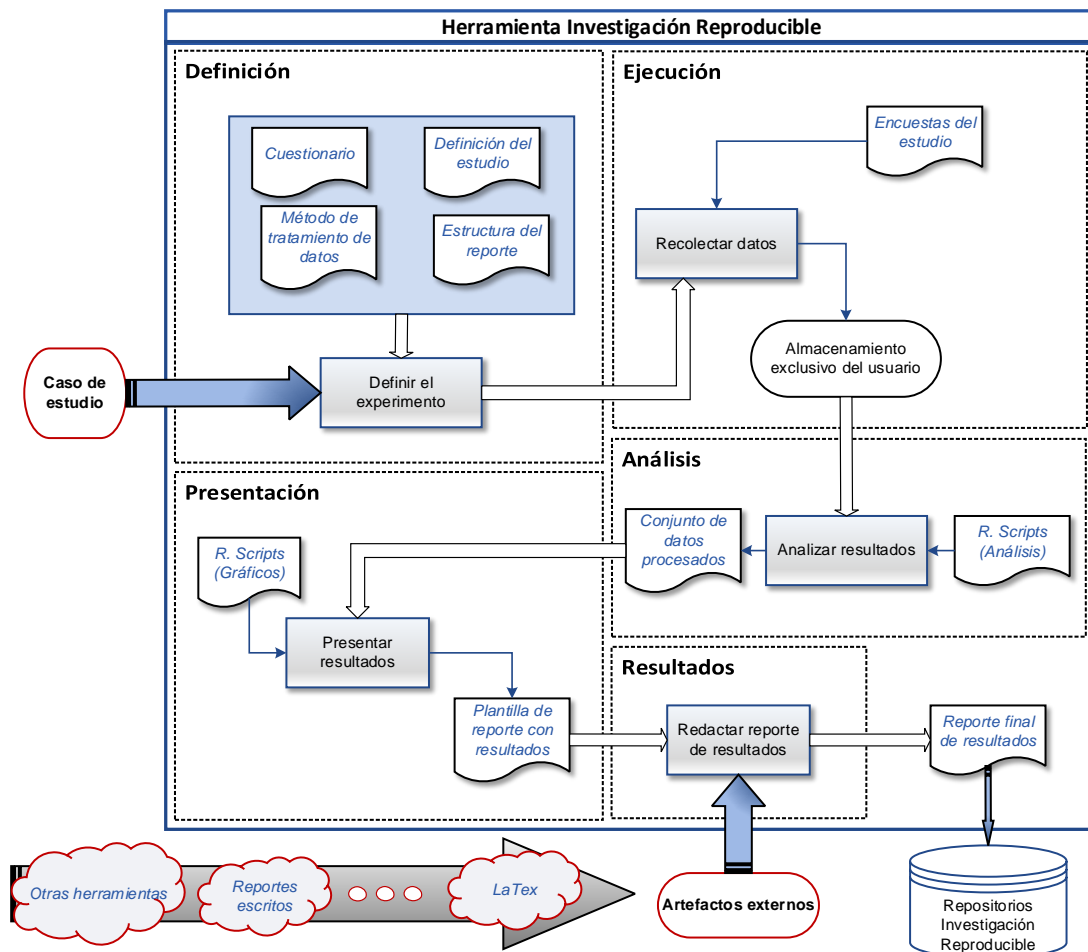 Herramienta Investigación Reproducible
Definición
Cuestionario
Definición del
estudio
Método de
tratamiento de
datos
Estructura del
reporte
Caso de
estudio
Definir el
experimento
Ejecución
Encuestas del
estudio
Recolectar datos
Almacenamiento
exclusivo del usuario
Análisis
Conjunto de
datos
procesados
Analizar resultados
R. Scripts
(Análisis)
Presentación
R. Scripts
(Gráficos)
Presentar
resultados
Plantilla de
reporte con
resultados
Resultados
Redactar reporte
de resultados
Reporte final
de resultados
Otras herramientas
Reportes
escritos
LaTex
Artefactos externos
Repositorios
Investigación
Reproducible